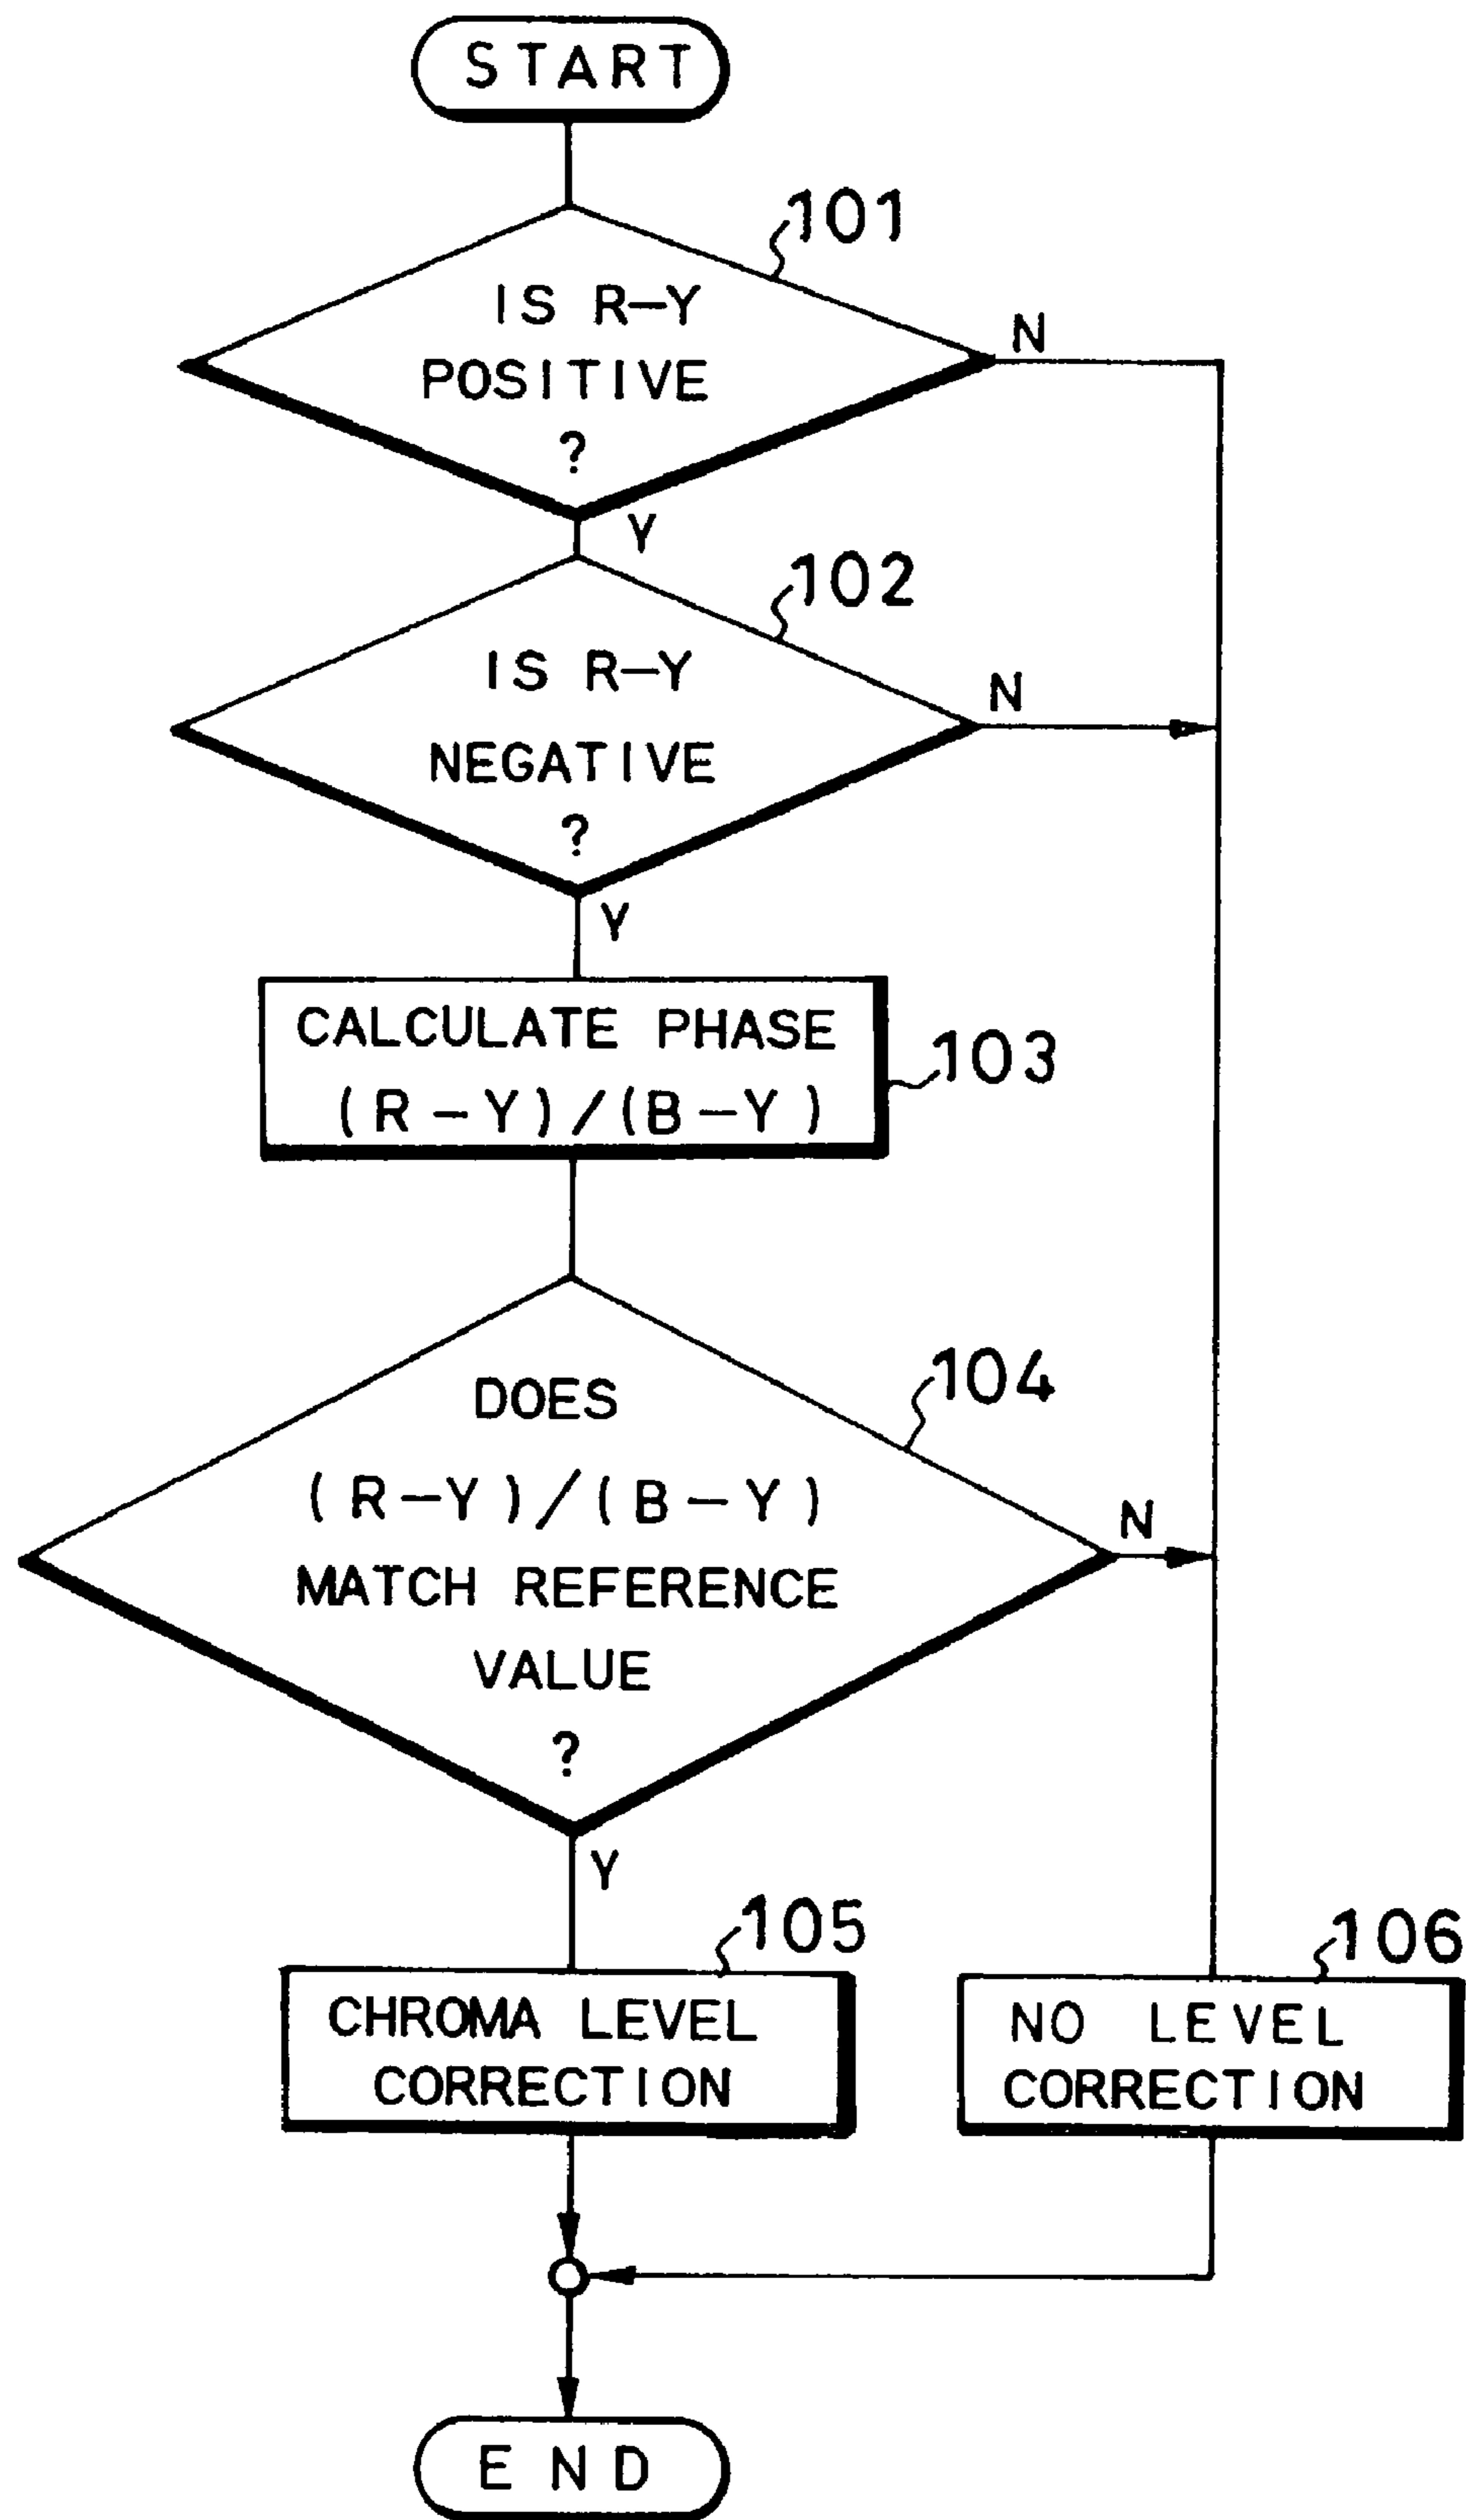 START
101
IS R-Y
POSITIVE
?
N
Y
102
IS R-Y
NEGATIVE
?
N
Y
CALCULATE PHASE
(R-Y)/(B-Y)
103
104
DOES
(R-Y)/(B-Y)
MATCH REFERENCE
VALUE
?
N
Y
105
CHROMA LEVEL
CORRECTION
106
NO LEVEL
CORRECTION
END